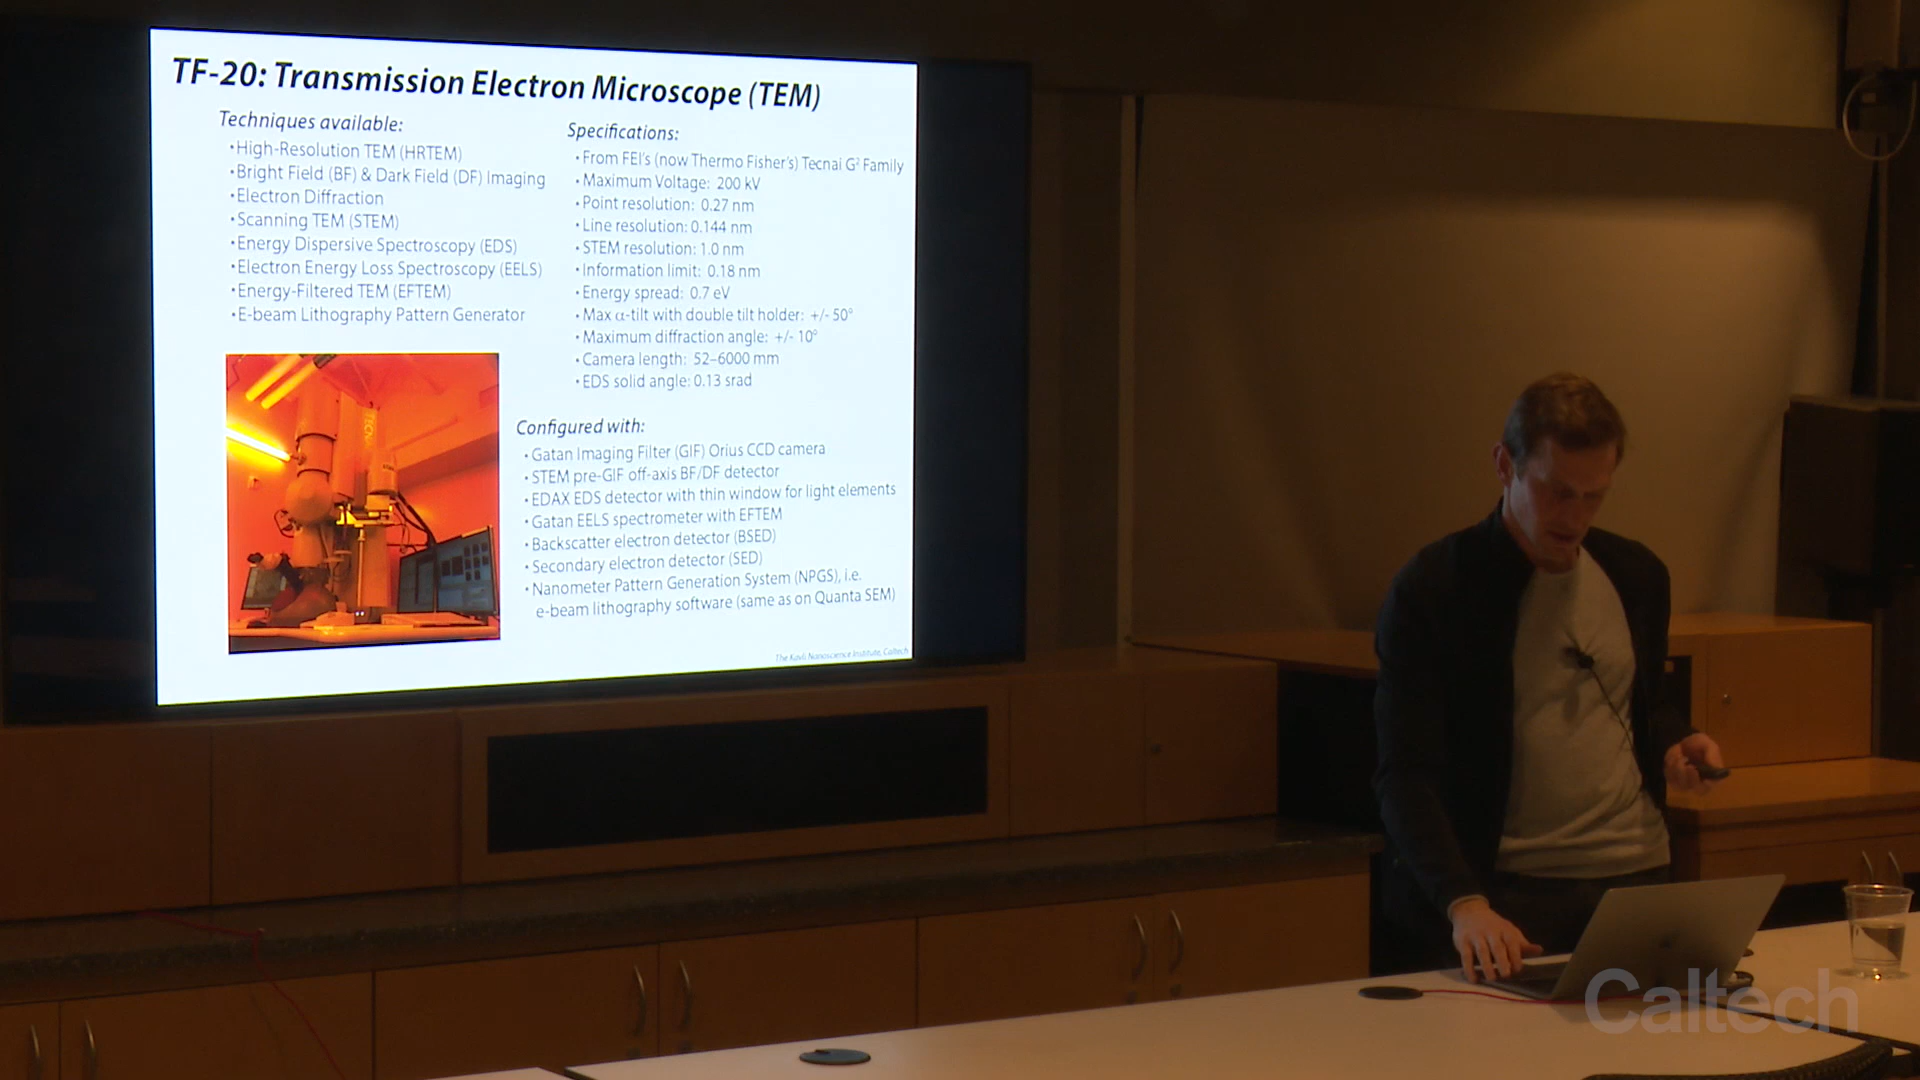 TF-20: Transmission Electron Microscope (TEM)
Techniques available:
•High-Resolution TEM (HRTEM)
•Bright Field (BF) & Dark Field (DF) Imaging
•Electron Diffraction
•Scanning TEM (STEM)
•Energy Dispersive Spectroscopy (EDS)
•Electron Energy Loss Spectroscopy (EELS)
•Energy-Filtered TEM (EFTEM)
•E-beam Lithography Pattern Generator
Specifications:
•From FEI's (now Thermo Fisher's) Tecnai G² Family
•Maximum Voltage: 200 kV
•Point resolution: 0.27 nm
•Line resolution: 0.144 nm
•STEM resolution: 1.0 nm
•Information limit: 0.18 nm
•Energy spread: 0.7 eV
•Max α-tilt with double tilt holder: +/- 50°
•Maximum diffraction angle: +/- 10°
•Camera length: 52–6000 mm
•EDS solid angle: 0.13 srad
Configured with:
•Gatan Imaging Filter (GIF) Orius CCD camera
•STEM pre-GIF off-axis BF/DF detector
•EDAX EDS detector with thin window for light elements
•Gatan EELS spectrometer with EFTEM
•Backscatter electron detector (BSED)
•Secondary electron detector (SED)
•Nanometer Pattern Generation System (NPGS), i.e.
e-beam lithography software (same as on Quanta SEM)
The Kavli Nanoscience Institute, Caltech
Caltech